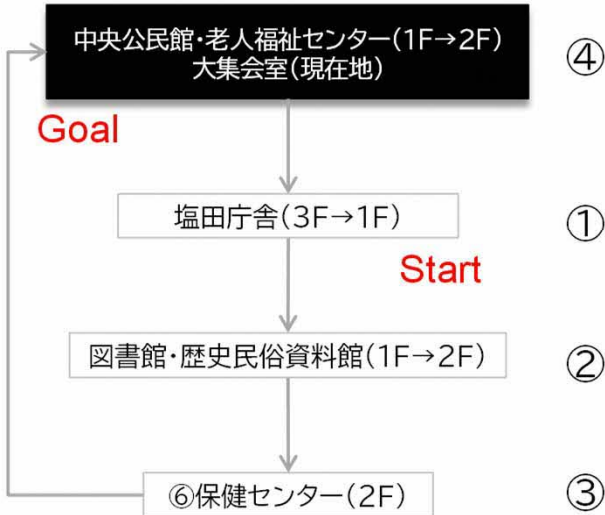 中央公民館・老人福祉センター(1F→2F)
大集会室(現在地)
④
Goal
塩田庁舎(3F→1F)
①
Start
図書館・歴史民俗資料館(1F→2F)
②
⑥保健センター(2F)
③